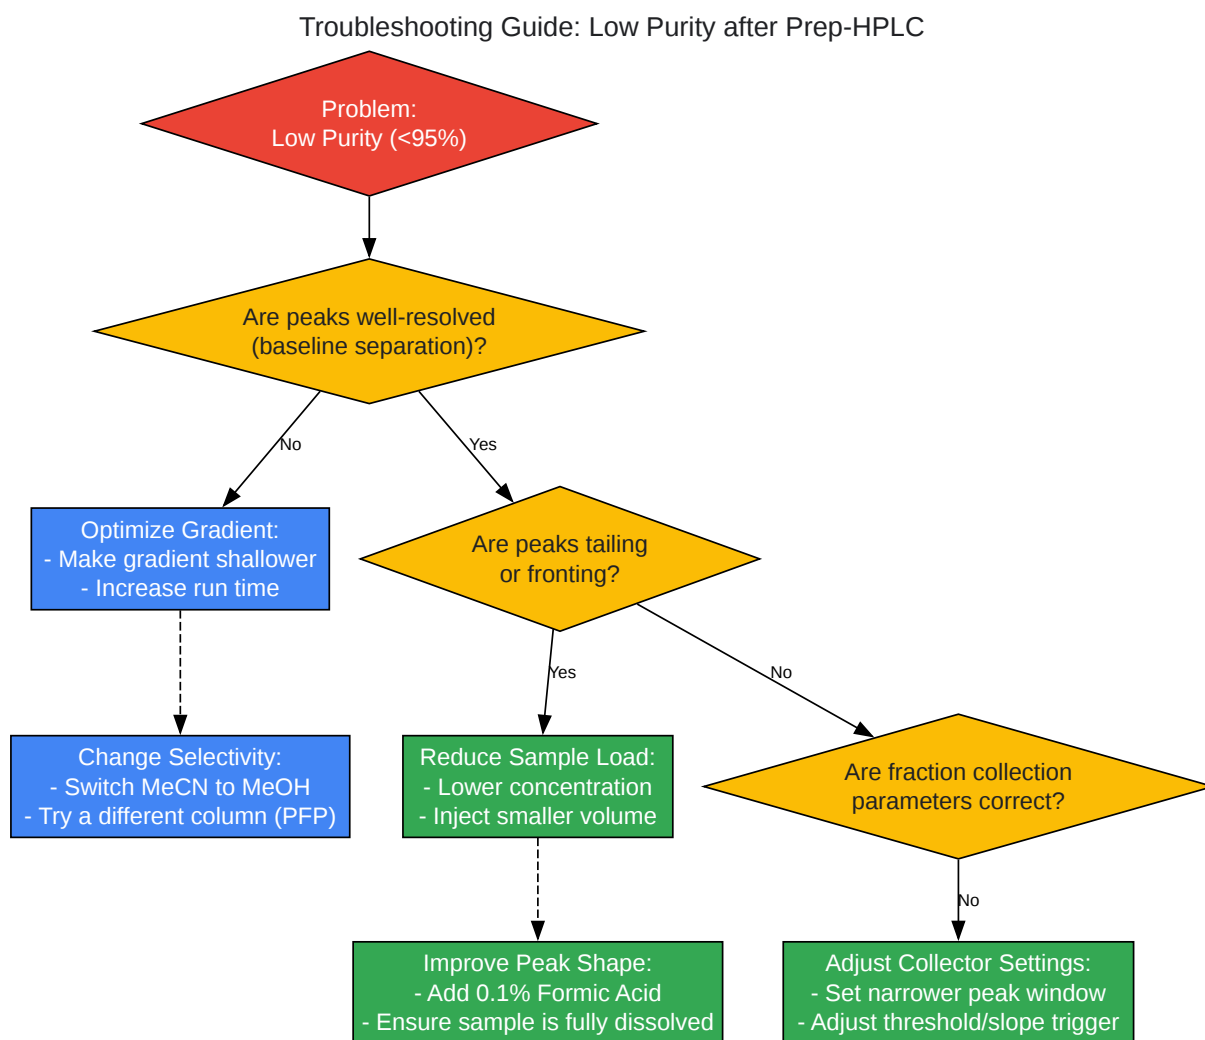 Troubleshooting Guide: Low Purity after Prep-HPLC
Problem:
Low Purity (<95%)
Are peaks well-resolved
(baseline separation)?
No
Yes
Optimize Gradient:
- Make gradient shallower
- Increase run time
Are peaks tailing
or fronting?
Yes
No
Change Selectivity:
- Switch MeCN to MeOH
- Try a different column (PFP)
Reduce Sample Load:
- Lower concentration
- Inject smaller volume
Are fraction collection
parameters correct?
No
Improve Peak Shape:
- Add 0.1% Formic Acid
- Ensure sample is fully dissolved
Adjust Collector Settings:
- Set narrower peak window
- Adjust threshold/slope trigger